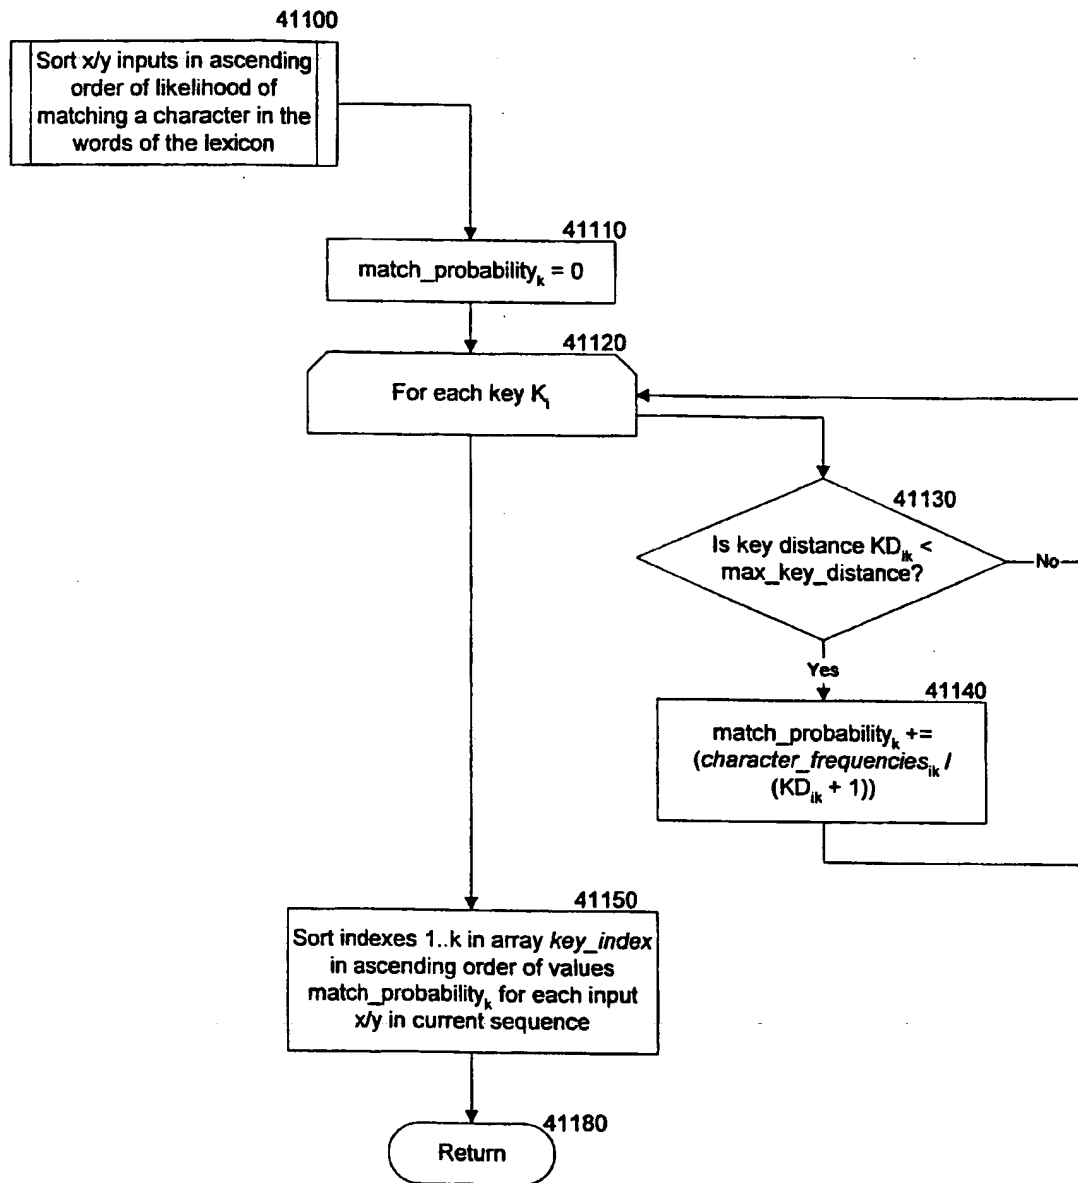 41100
Sort x/y inputs in ascending
order of likelihood of
matching a character in the
words of the lexicon
41110
match_probabilityₖ = 0
41120
For each key Kᵢ
41130
Is key distance KDᵢₖ <
max_key_distance?
No
Yes
41140
match_probabilityₖ +=
(character_frequenciesᵢₖ /
(KDᵢₖ + 1))
41150
Sort indexes 1..k in array key_index
in ascending order of values
match_probabilityₖ for each input
x/y in current sequence
41180
Return